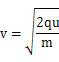 v = √(2qu/m)